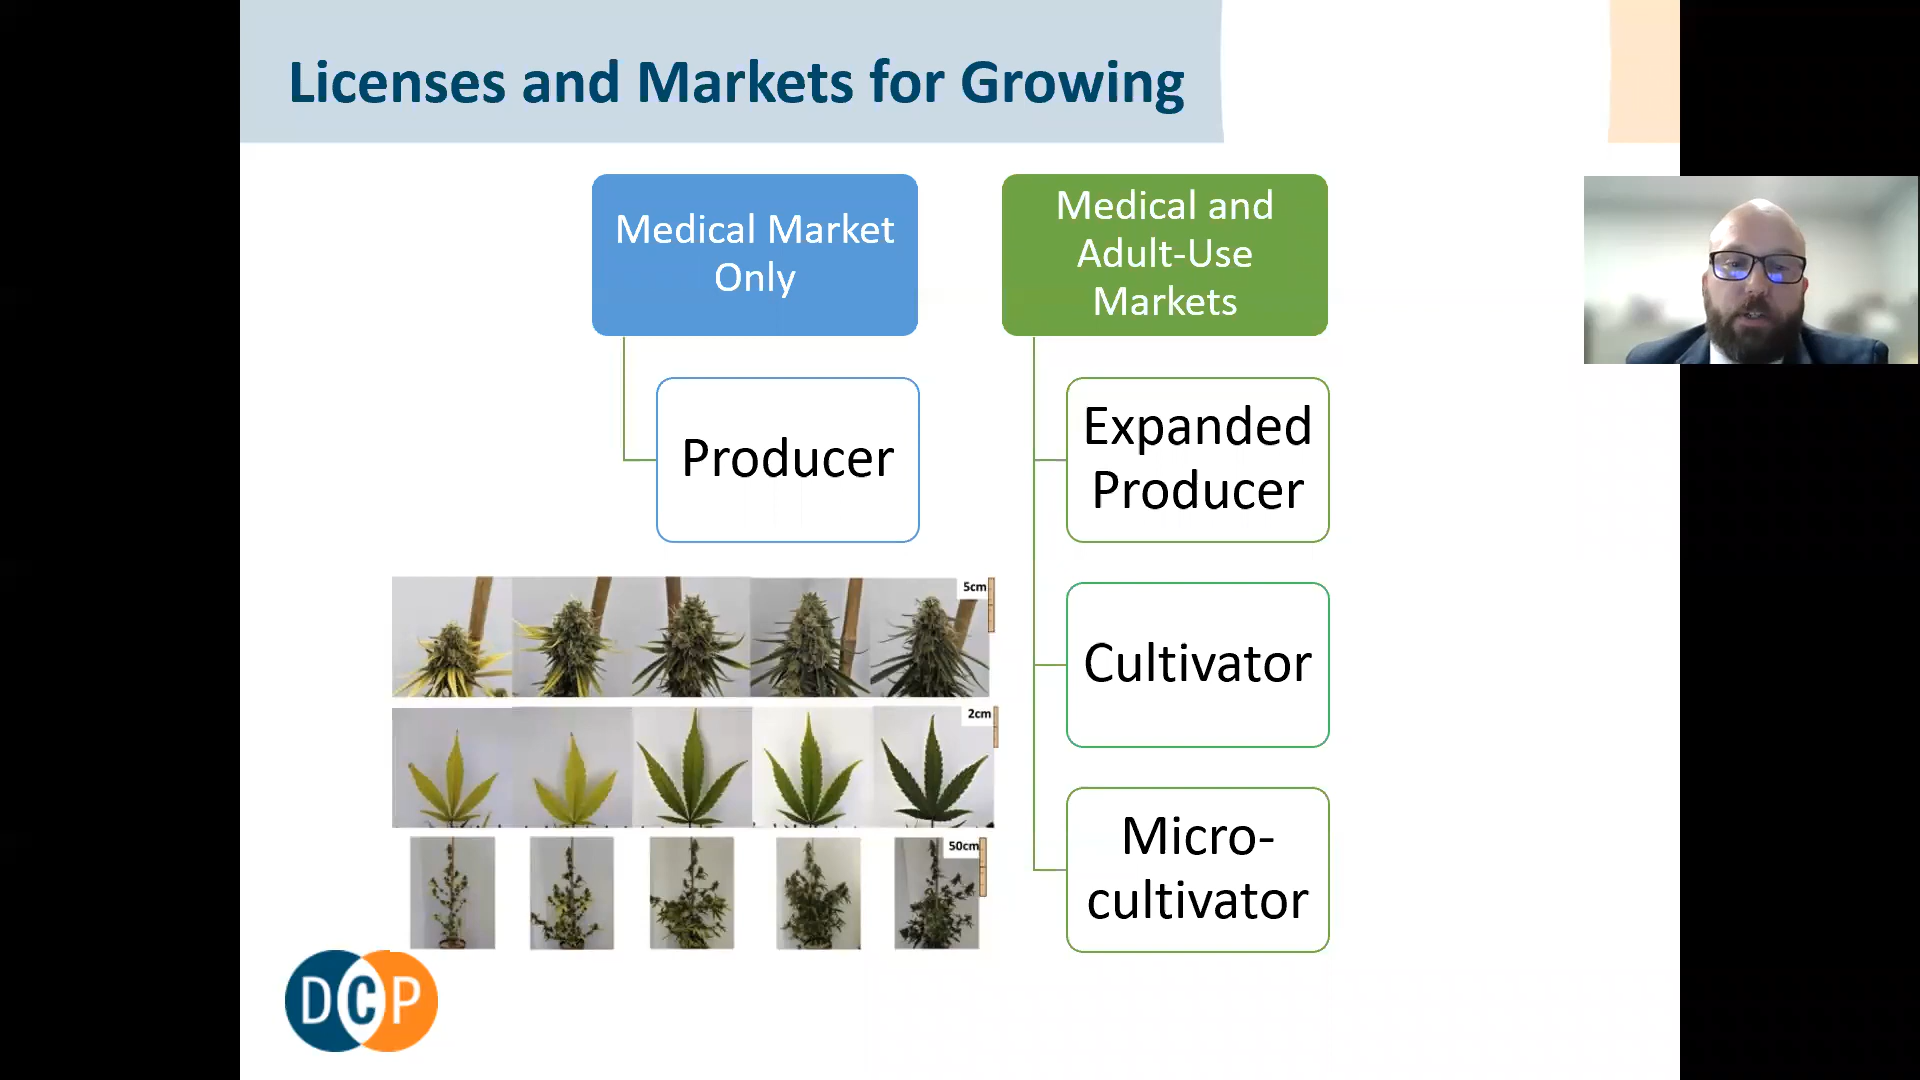 Licenses and Markets for Growing
Medical Market
Only
Producer
Medical and
Adult-Use
Markets
Expanded
Producer
Cultivator
Micro-
cultivator
5cm
2cm
50cm
DCP